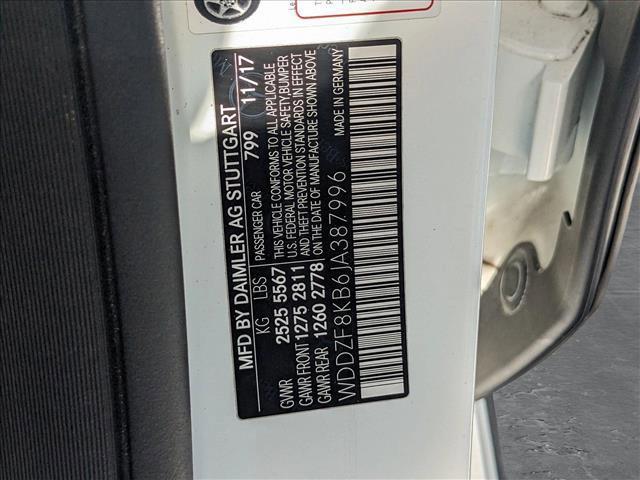 MFD BY DAIMLER AG STUTTGART
KG LBS PASSENGER CAR 799 11/17
GVWR 2525 5567 THIS VEHICLE CONFORMS TO ALL APPLICABLE
U.S. FEDERAL MOTOR VEHICLE SAFETY, BUMPER
GAWR FRONT 1275 2811 AND THEFT PREVENTION STANDARDS IN EFFECT
GAWR REAR 1260 2778 ON THE DATE OF MANUFACTURE SHOWN ABOVE
WDDZF8KB6JA387996 MADE IN GERMANY